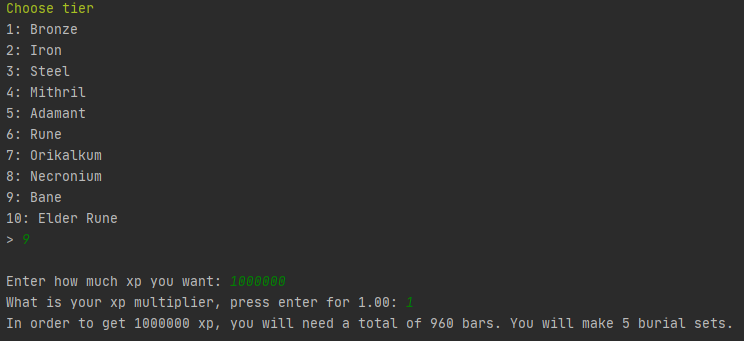 Choose tier
1: Bronze
2: Iron
3: Steel
4: Mithril
5: Adamant
6: Rune
7: Orikalkum
8: Necronium
9: Bane
10: Elder Rune
> 9
Enter how much xp you want: 1000000
What is your xp multiplier, press enter for 1.00: 1
In order to get 1000000 xp, you will need a total of 960 bars. You will make 5 burial sets.